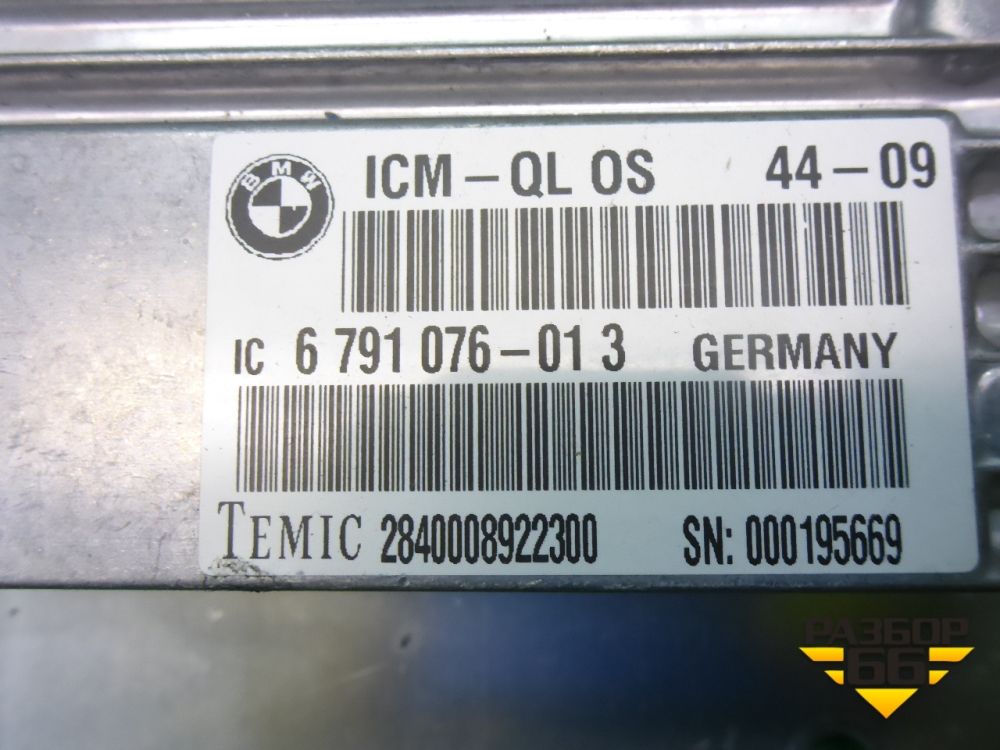 BMW
ICM – QL OS 44 – 09
IC 6 791 076 – 01 3 GERMANY
TEMIC 2840008922300 SN: 000195669
РАЗБОР
66